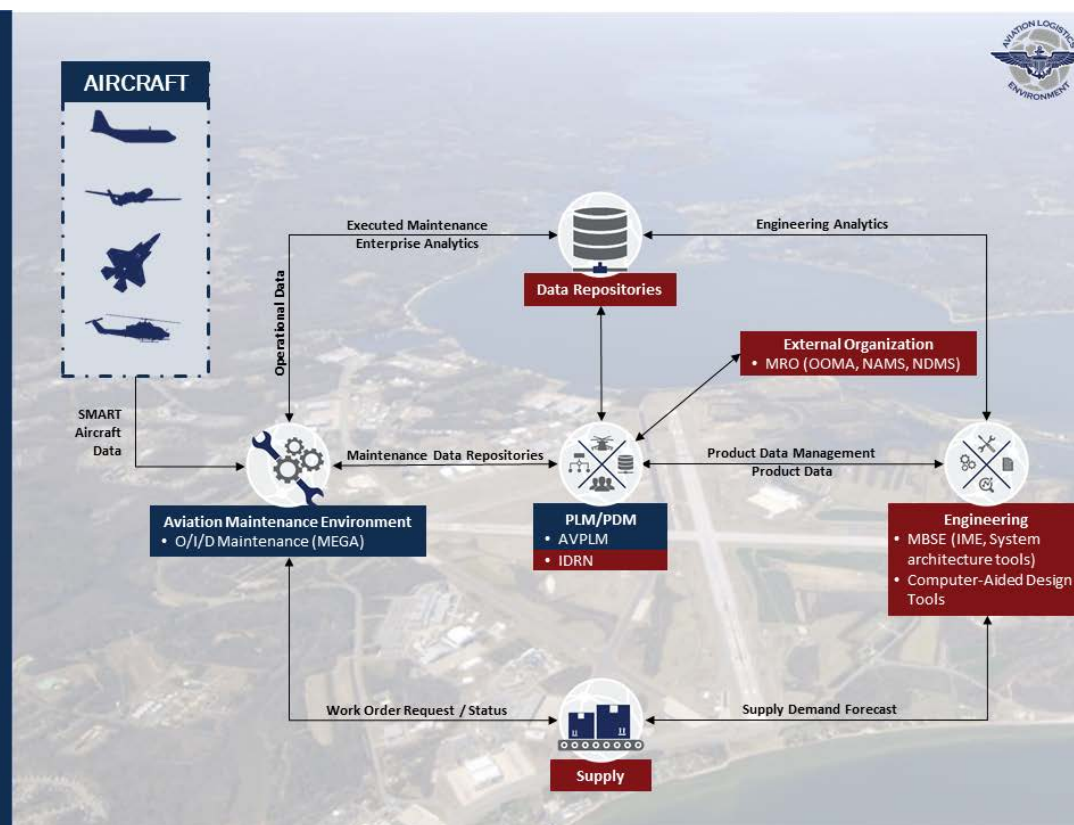 AVIATION LOGISTICS
ENVIRONMENT
AIRCRAFT
Executed Maintenance
Enterprise Analytics
Engineering Analytics
Data Repositories
Operational Data
External Organization
• MRO (OOMA, NAMS, NDMS)
SMART
Aircraft
Data
Maintenance Data Repositories
Product Data Management
Product Data
Aviation Maintenance Environment
• O/I/D Maintenance (MEGA)
PLM/PDM
• AVPLM
• IDRN
Engineering
• MBSE (IME, System
architecture tools)
• Computer-Aided Design
Tools
Work Order Request / Status
Supply Demand Forecast
Supply